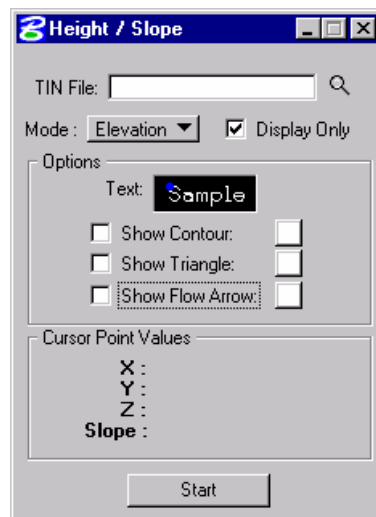 Height / Slope
TIN File:
Mode : Elevation Display Only
Options
Text: Sample
Show Contour:
Show Triangle:
Show Flow Arrow:
Cursor Point Values
X :
Y :
Z :
Slope :
Start